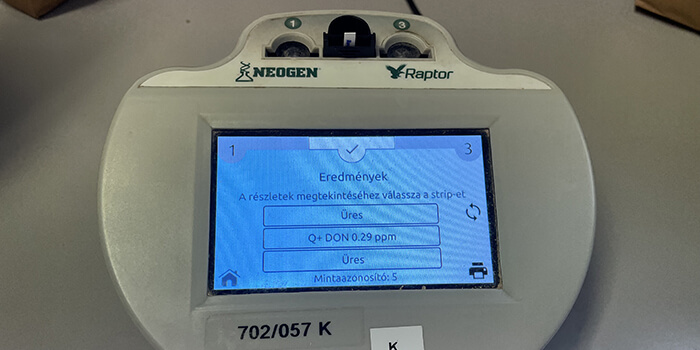 1 3
NEOGEN Raptor
1 3
Eredmények
A részletek megtekintéséhez válassza a strip-et
Üres
Q+ DON 0.29 ppm
Üres
Mintaazonosító: 5
702/057 K
K